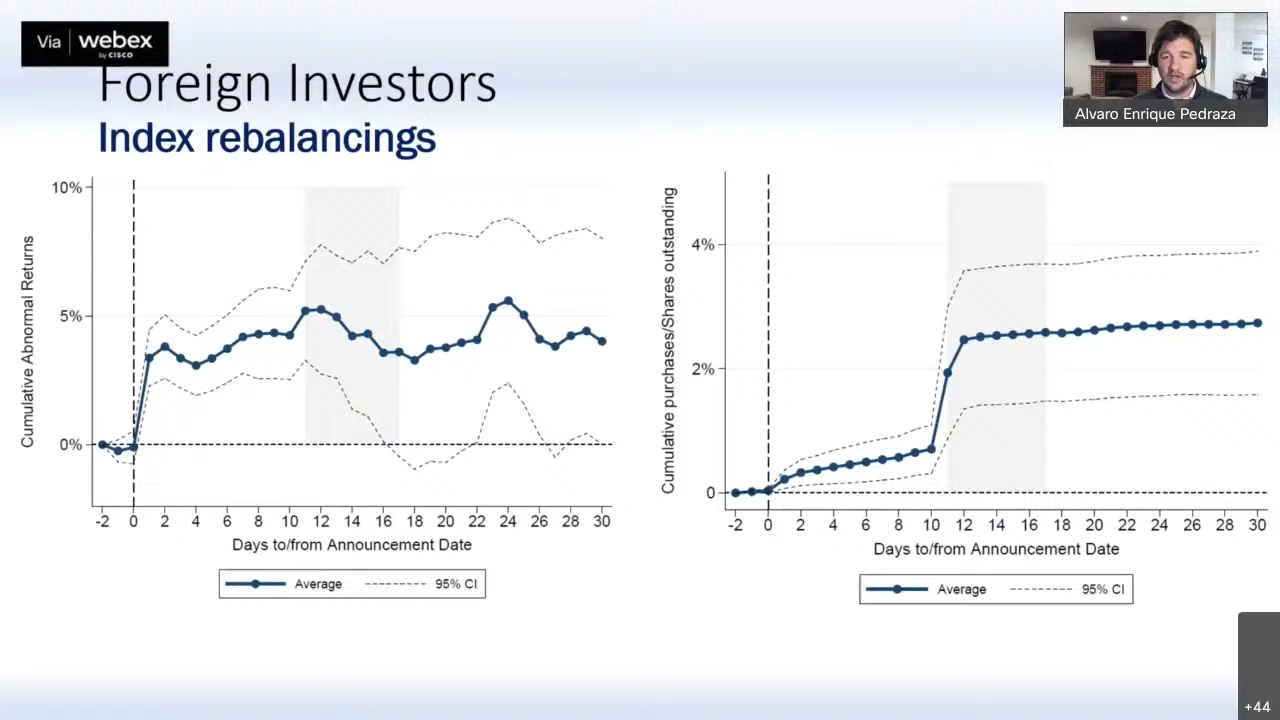 Via webex
by CISCO
Foreign Investors
Index rebalancings
Alvaro Enrique Pedraza
Cumulative Abnormal Returns
10%
5%
0%
-2 0 2 4 6 8 10 12 14 16 18 20 22 24 26 28 30
Days to/from Announcement Date
Average 95% CI
Cumulative purchases/Shares outstanding
4%
2%
0
-2 0 2 4 6 8 10 12 14 16 18 20 22 24 26 28 30
Days to/from Announcement Date
Average 95% CI
+44